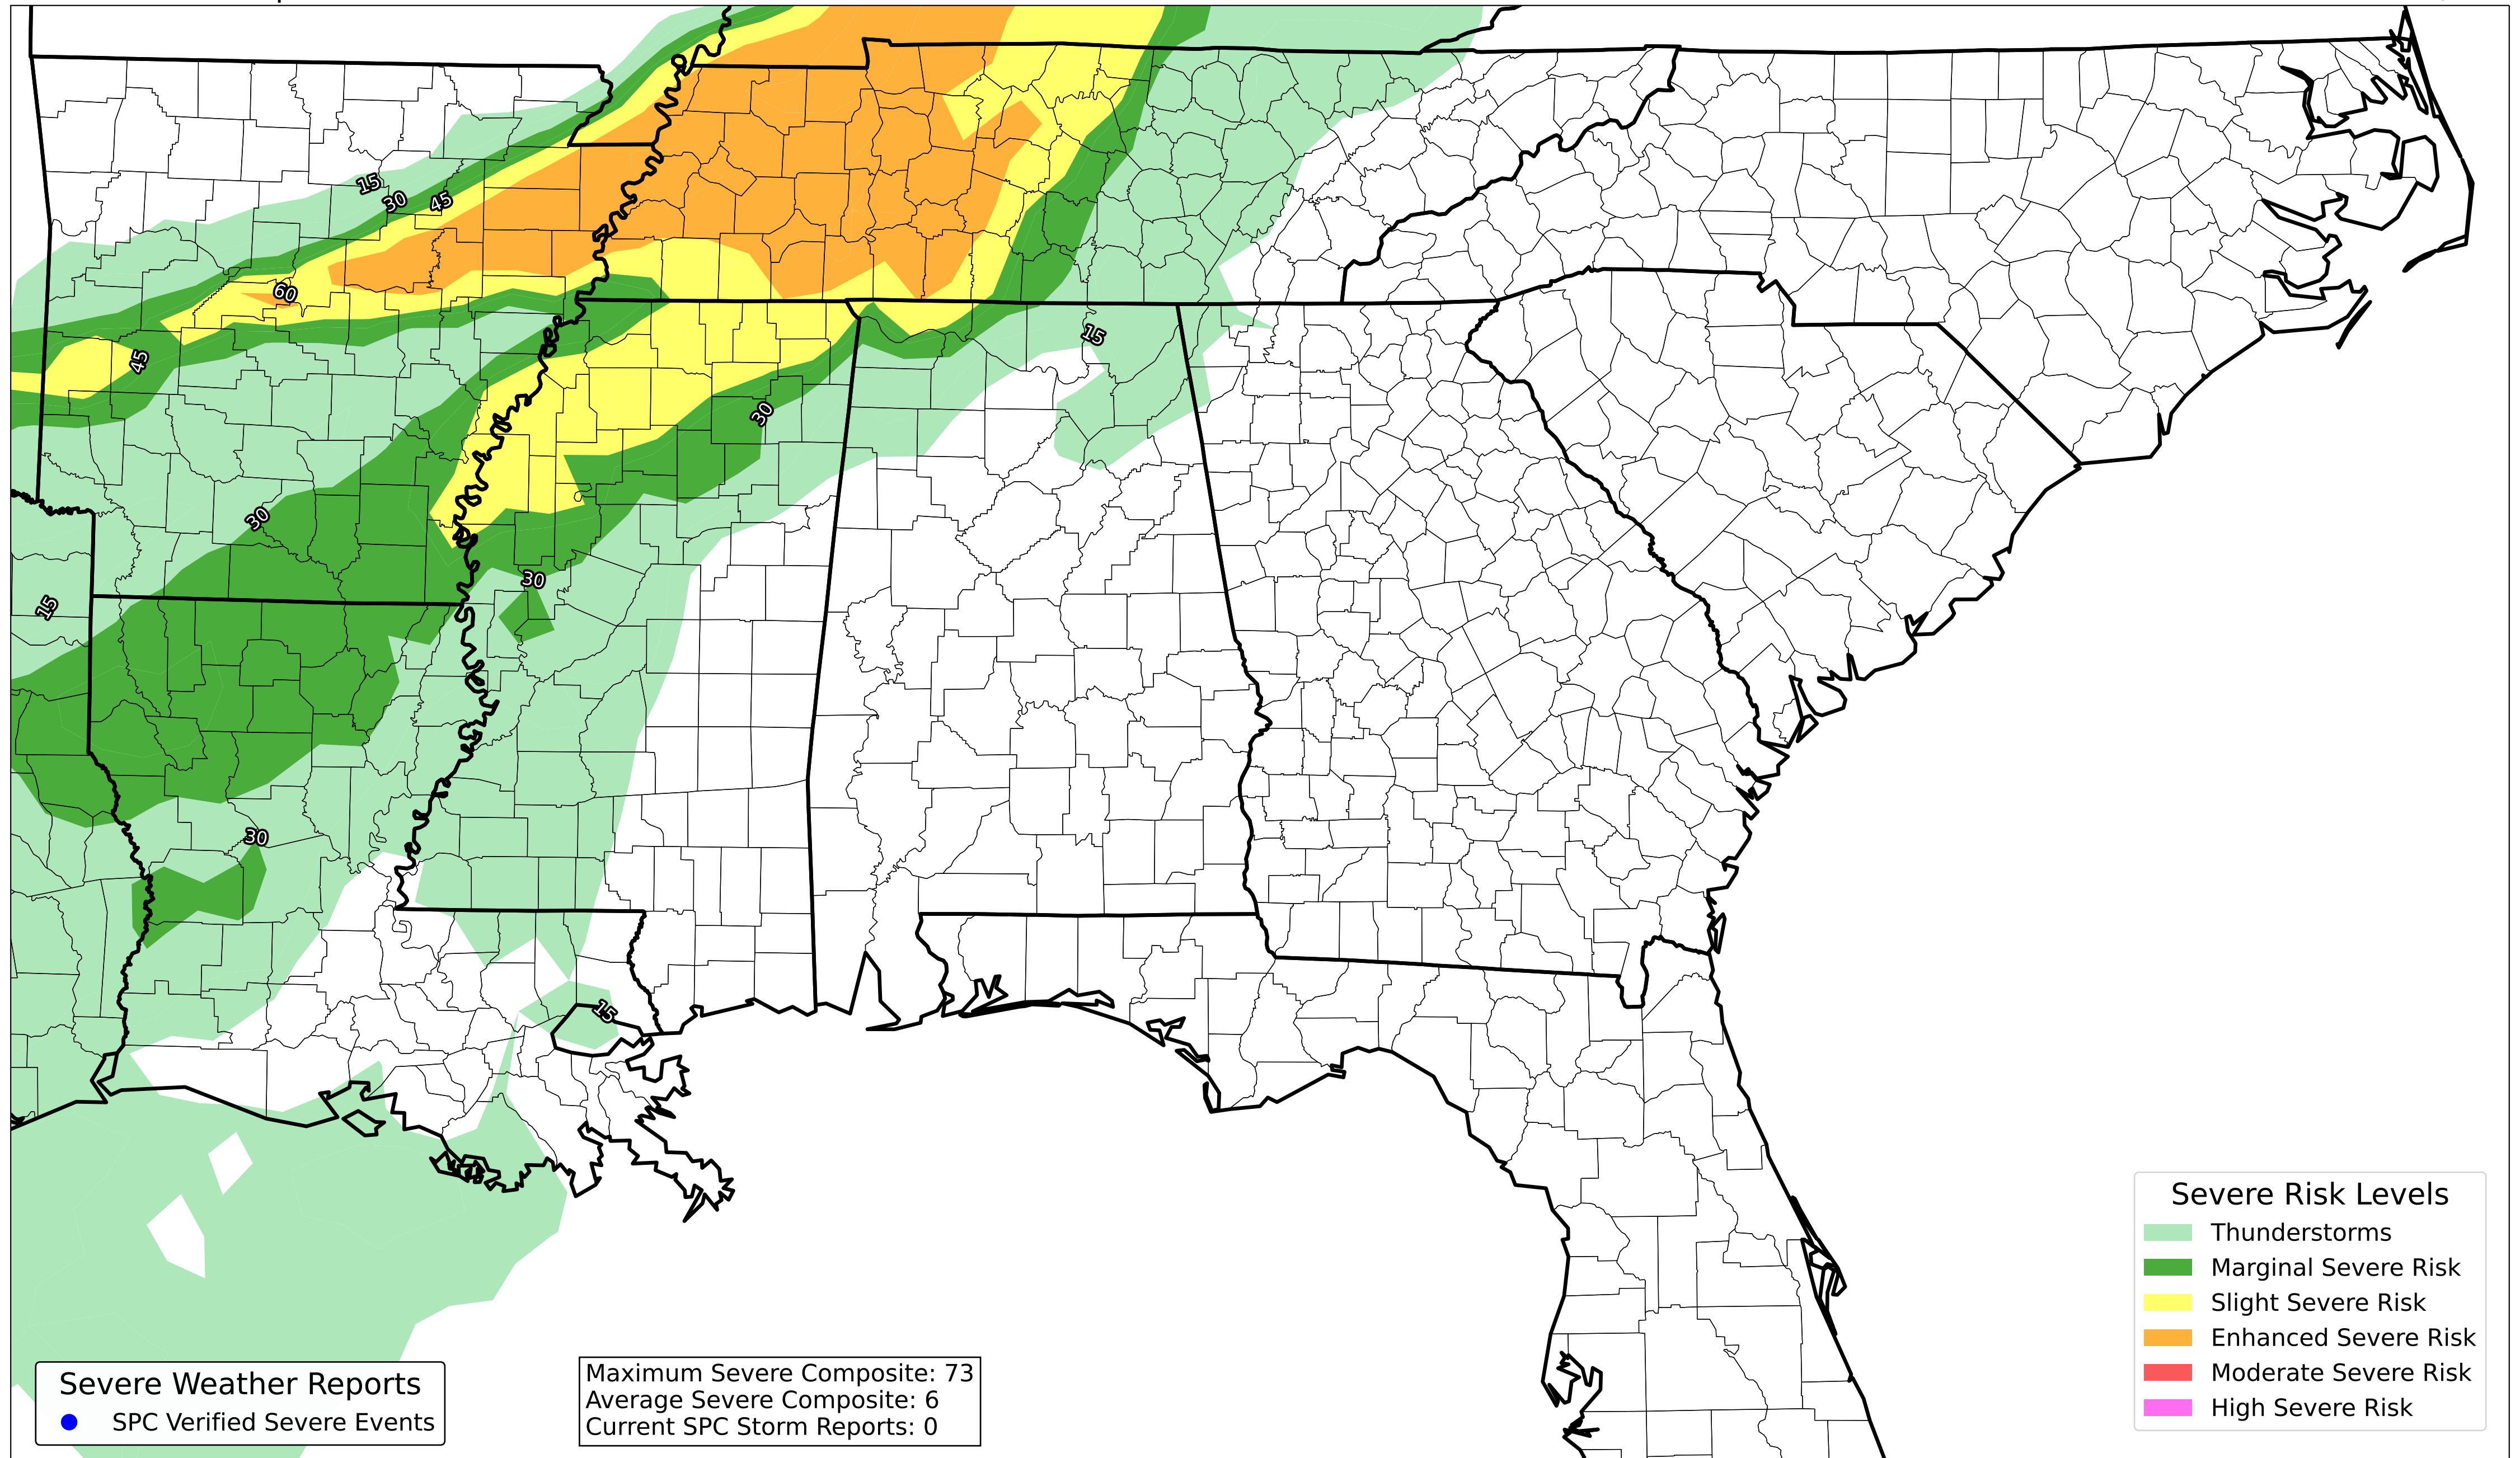 15
30
45
60
45
15
30
30
30
15
30
15
Severe Risk Levels
Thunderstorms
Marginal Severe Risk
Slight Severe Risk
Enhanced Severe Risk
Moderate Severe Risk
High Severe Risk
Severe Weather Reports
SPC Verified Severe Events
Maximum Severe Composite: 73
Average Severe Composite: 6
Current SPC Storm Reports: 0